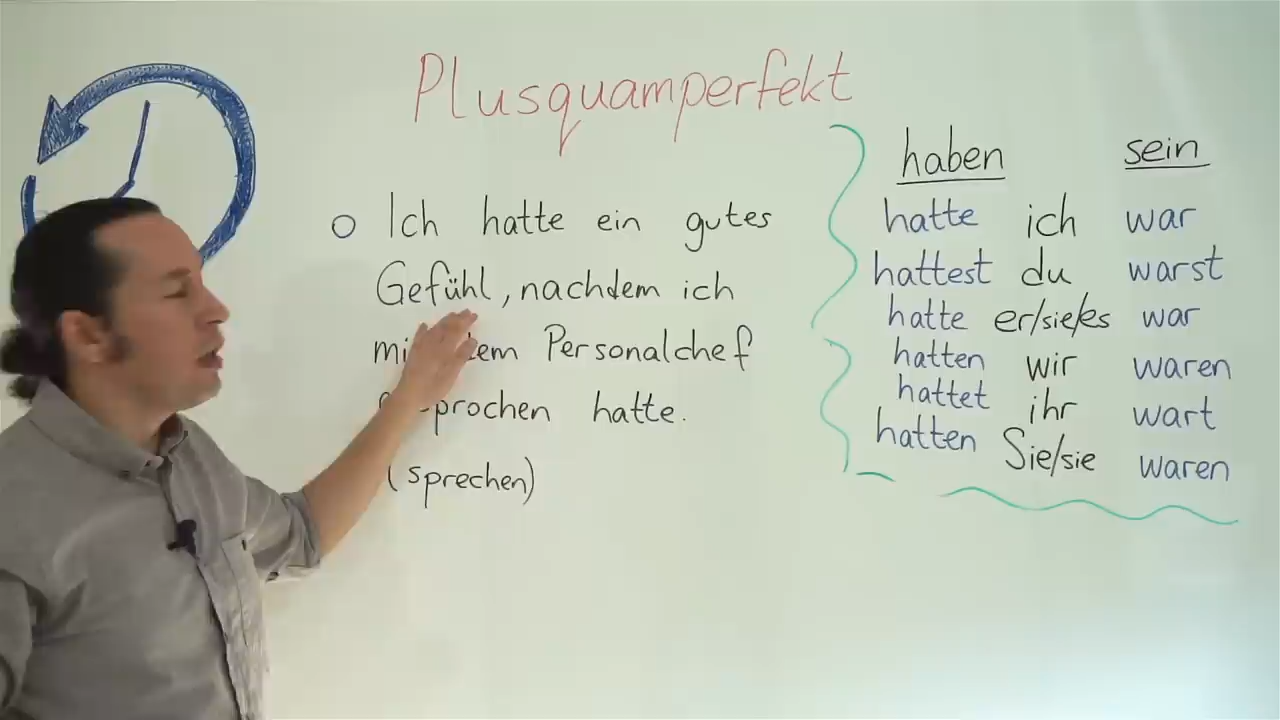 Plusquamperfekt
O Ich hatte ein gutes
Gefühl, nachdem ich
Personalchef
hatte.
(sprechen)
haben sein
hatte ich war
hattest du warst
hatte er/sie/es war
hatten wir waren
hattet ihr wart
hatten Sie/sie waren